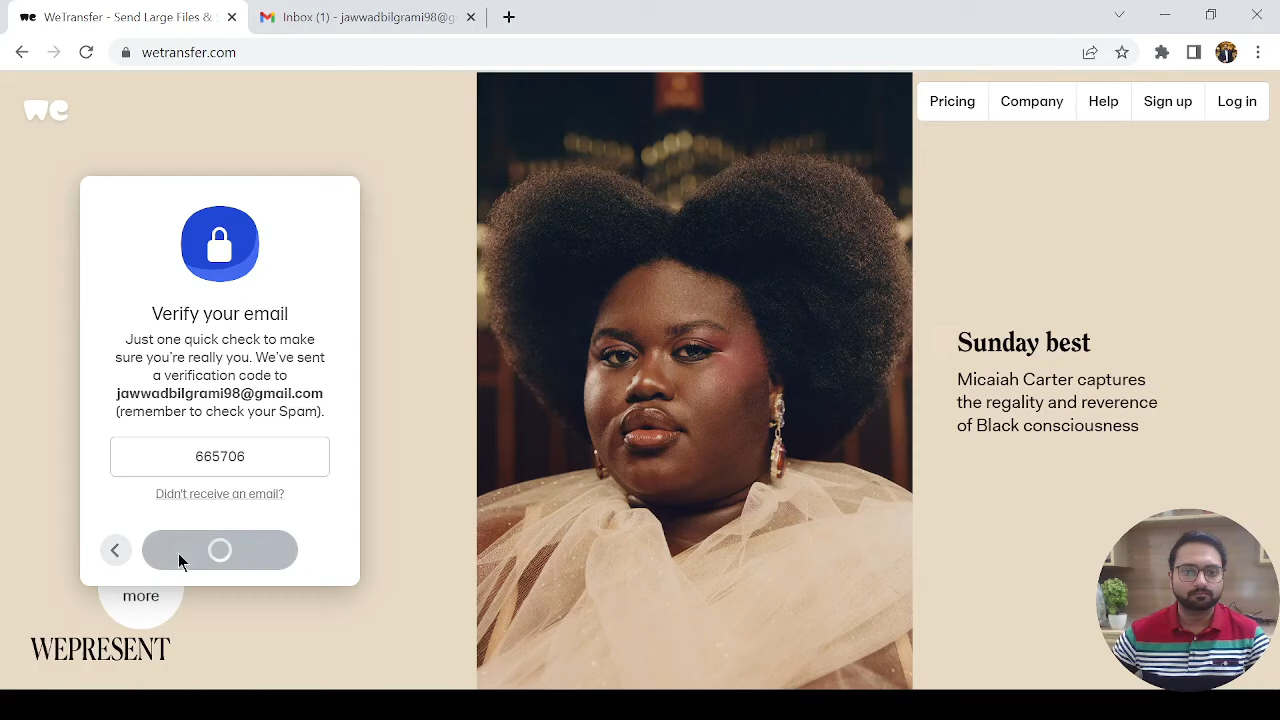 WeTransfer - Send Large Files &
Inbox (1) - jawwadbilgrami98@g
wetransfer.com
we
Pricing
Company
Help
Sign up
Log in
Verify your email
Just one quick check to make
sure you're really you. We've sent
a verification code to
jawwadbilgrami98@gmail.com
(remember to check your Spam).
665706
Didn't receive an email?
more
WEPRESENT
Sunday best
Micaiah Carter captures
the regality and reverence
of Black consciousness